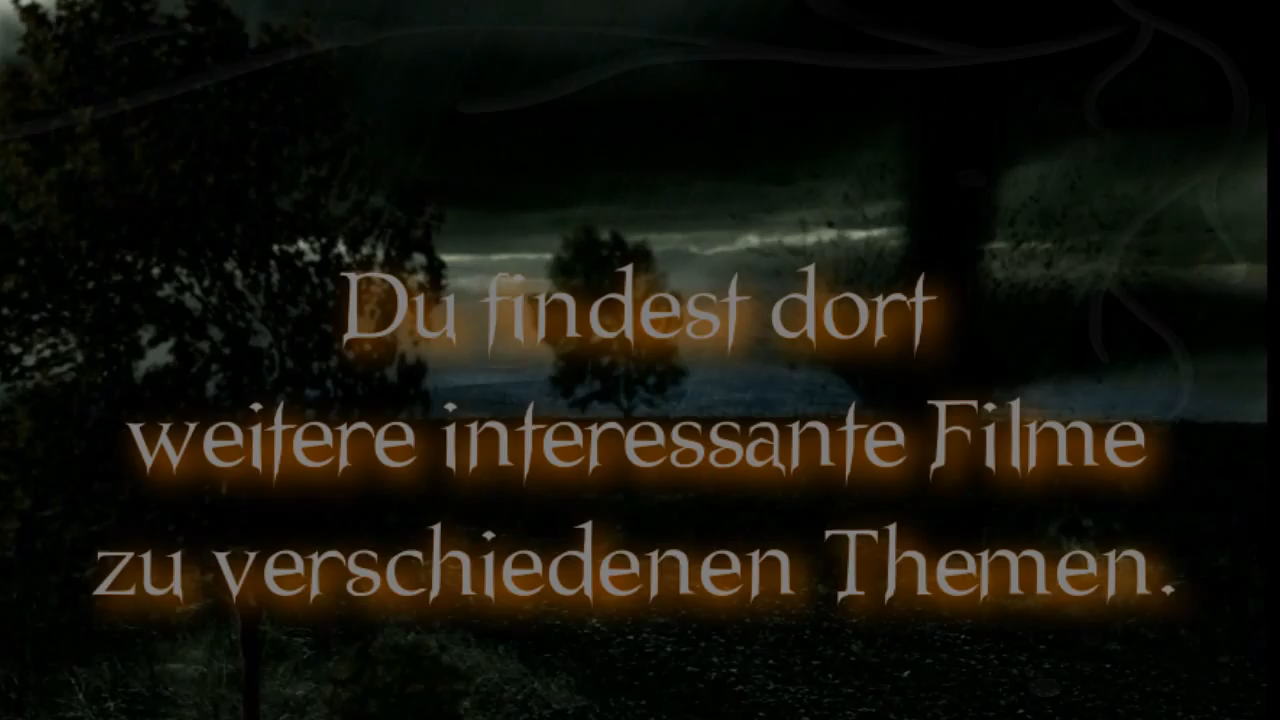 Du findest dort
weitere interessante Filme
zu verschiedenen Themen.